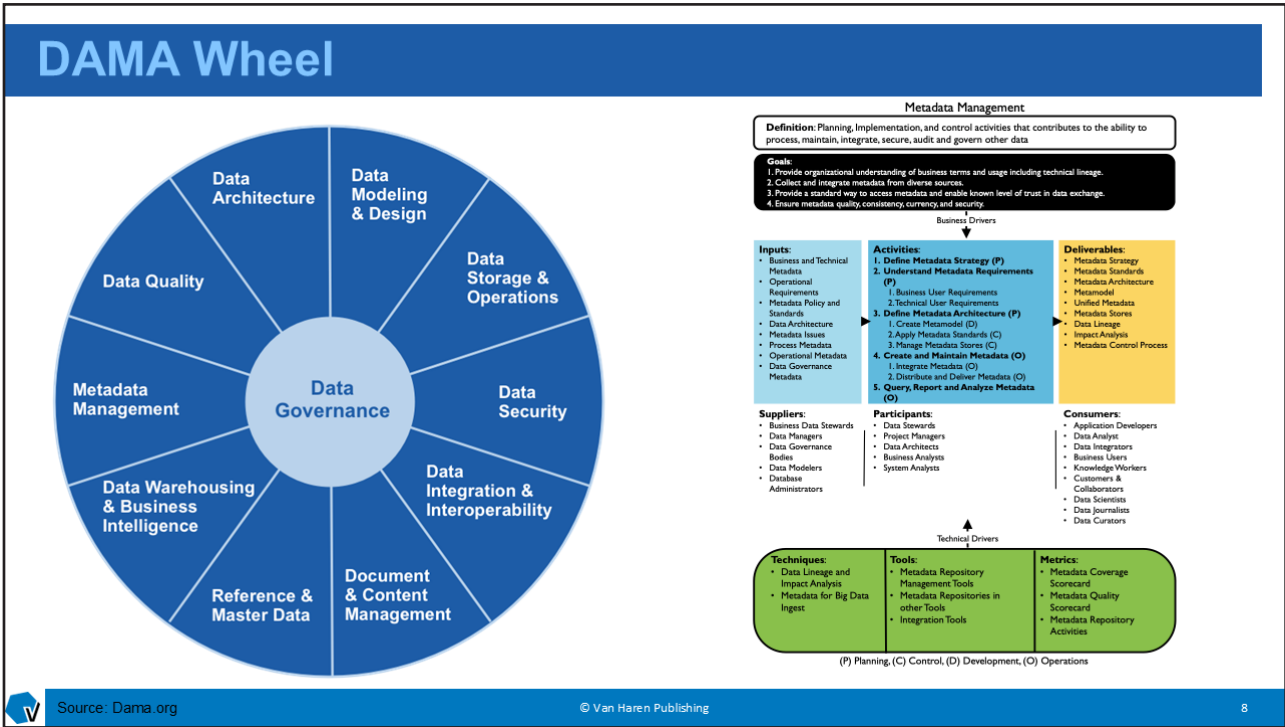 DAMA Wheel
Data
Architecture
Data
Modeling
& Design
Data
Storage &
Operations
Data
Security
Data
Integration &
Interoperability
Document
& Content
Management
Reference &
Master Data
Data Warehousing
& Business
Intelligence
Metadata
Management
Data Quality
Data
Governance
Metadata Management
Definition: Planning, Implementation, and control activities that contributes to the ability to
process, maintain, integrate, secure, audit and govern other data
Goals:
1. Provide organizational understanding of business terms and usage including technical lineage.
2. Collect and integrate metadata from diverse sources.
3. Provide a standard way to access metadata and enable known level of trust in data exchange.
4. Ensure metadata quality, consistency, currency, and security.
Business Drivers
Inputs:
• Business and Technical
Metadata
• Operational
Requirements
• Metadata Policy and
Standards
• Data Architecture
• Metadata Issues
• Process Metadata
• Operational Metadata
• Data Governance
Metadata
Activities:
1. Define Metadata Strategy (P)
2. Understand Metadata Requirements
(P)
1. Business User Requirements
2. Technical User Requirements
3. Define Metadata Architecture (P)
1. Create Metamodel (D)
2. Apply Metadata Standards (C)
3. Manage Metadata Stores (C)
4. Create and Maintain Metadata (O)
1. Integrate Metadata (O)
2. Distribute and Deliver Metadata (O)
5. Query, Report and Analyze Metadata
(O)
Deliverables:
• Metadata Strategy
• Metadata Standards
• Metadata Architecture
• Metamodel
• Unified Metadata
• Metadata Stores
• Data Lineage
• Impact Analysis
• Metadata Control Process
Suppliers:
• Business Data Stewards
• Data Managers
• Data Governance
Bodies
• Data Modelers
• Database
Administrators
Participants:
• Data Stewards
• Project Managers
• Data Architects
• Business Analysts
• System Analysts
Consumers:
• Application Developers
• Data Analyst
• Data Integrators
• Business Users
• Knowledge Workers
• Customers &
Collaborators
• Data Scientists
• Data Journalists
• Data Curators
Technical Drivers
Techniques:
• Data Lineage and
Impact Analysis
• Metadata for Big Data
Ingest
Tools:
• Metadata Repository
Management Tools
• Metadata Repositories in
other Tools
• Integration Tools
Metrics:
• Metadata Coverage
Scorecard
• Metadata Quality
Scorecard
• Metadata Repository
Activities
(P) Planning, (C) Control, (D) Development, (O) Operations
V
Source: Dama.org
© Van Haren Publishing
8